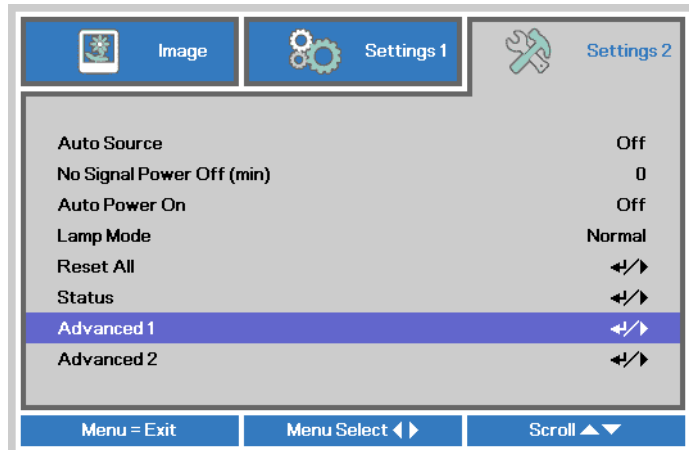 Image Settings 1 Settings 2
Auto Source Off
No Signal Power Off (min) 0
Auto Power On Off
Lamp Mode Normal
Reset All ↵/▶
Status ↵/▶
Advanced 1 ↵/▶
Advanced 2 ↵/▶
Menu = Exit Menu Select ◀ ▶ Scroll ▲▼